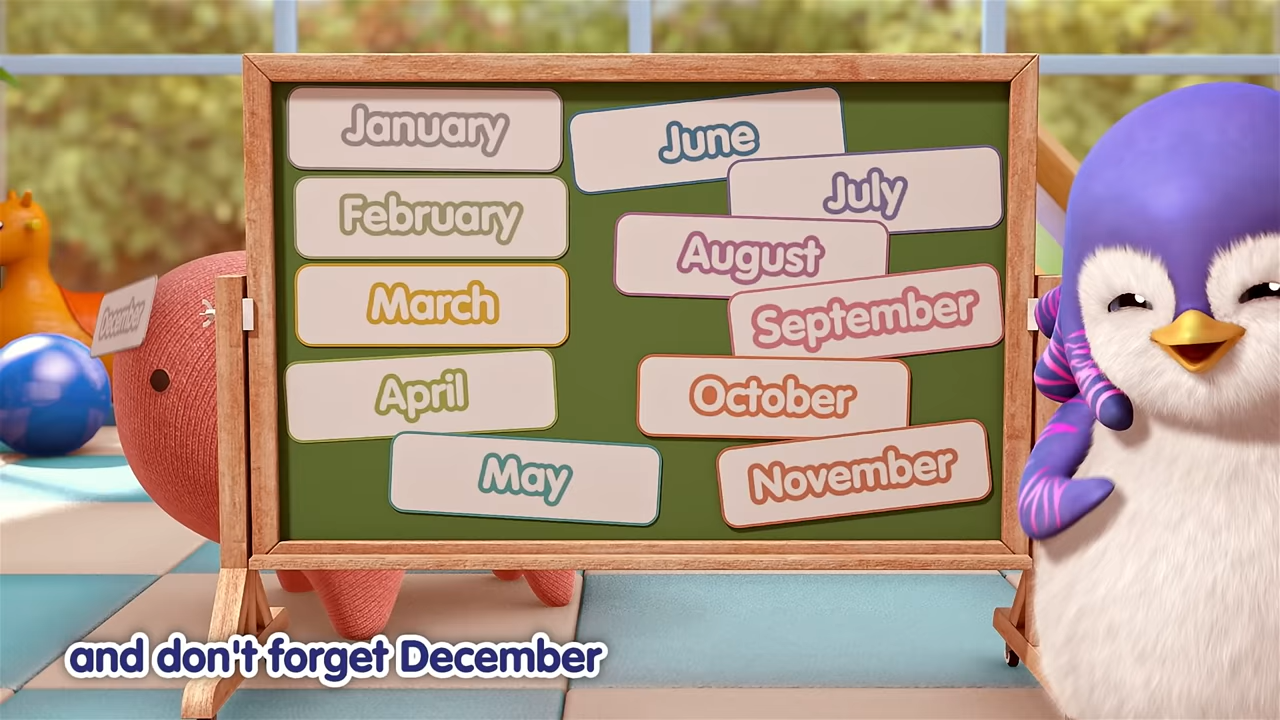 January
February
March
April
May
June
July
August
September
October
November
December
and don't forget December